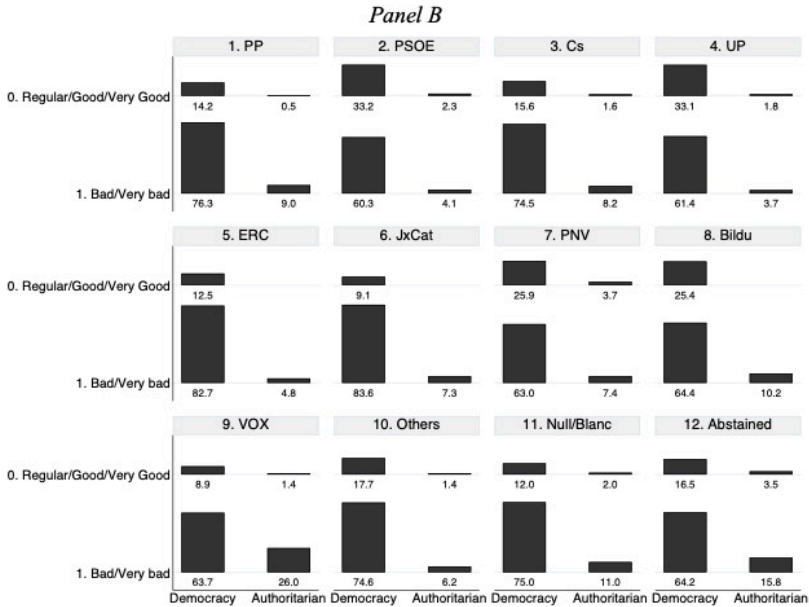 Panel B
1. PP 2. PSOE 3. Cs 4. UP
0. Regular/Good/Very Good
14.2 0.5 33.2 2.3 15.6 1.6 33.1 1.8
1. Bad/Very bad
76.3 9.0 60.3 4.1 74.5 8.2 61.4 3.7
5. ERC 6. JxCat 7. PNV 8. Bildu
0. Regular/Good/Very Good
12.5 9.1 25.9 3.7 25.4
1. Bad/Very bad
82.7 4.8 83.6 7.3 63.0 7.4 64.4 10.2
9. VOX 10. Others 11. Null/Blanc 12. Abstained
0. Regular/Good/Very Good
8.9 1.4 17.7 1.4 12.0 2.0 16.5 3.5
1. Bad/Very bad
63.7 26.0 74.6 6.2 75.0 11.0 64.2 15.8
Democracy Authoritarian Democracy Authoritarian Democracy Authoritarian Democracy Authoritarian